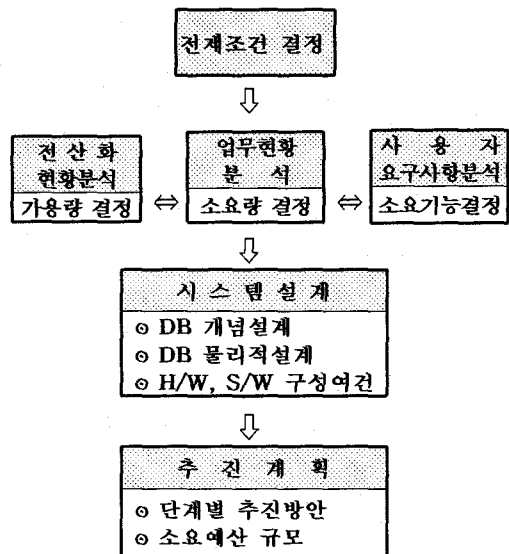 전제조건 결정
전 산 화
현황분석
가용량 결정
업무현황
분 석
소요량 결정
사 용 자
요구사항분석
소요기능결정
시 스 템 설 계
⊙ DB 개념설계
⊙ DB 물리적설계
⊙ H/W, S/W 구성여건
추 진 계 획
⊙ 단계별 추진방안
⊙ 소요예산 규모